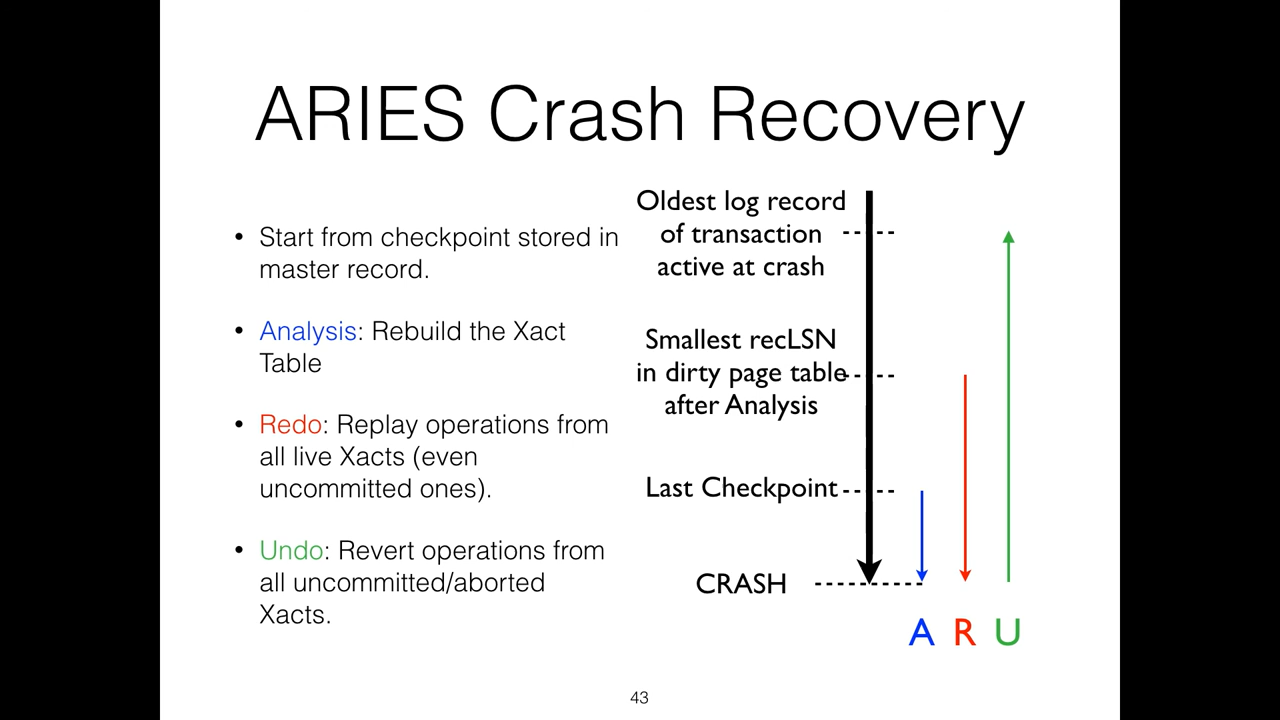 ARIES Crash Recovery
• Start from checkpoint stored in
master record.
• Analysis: Rebuild the Xact
Table
• Redo: Replay operations from
all live Xacts (even
uncommitted ones).
• Undo: Revert operations from
all uncommitted/aborted
Xacts.
Oldest log record
of transaction
active at crash
Smallest recLSN
in dirty page table
after Analysis
Last Checkpoint
CRASH
A R U
43